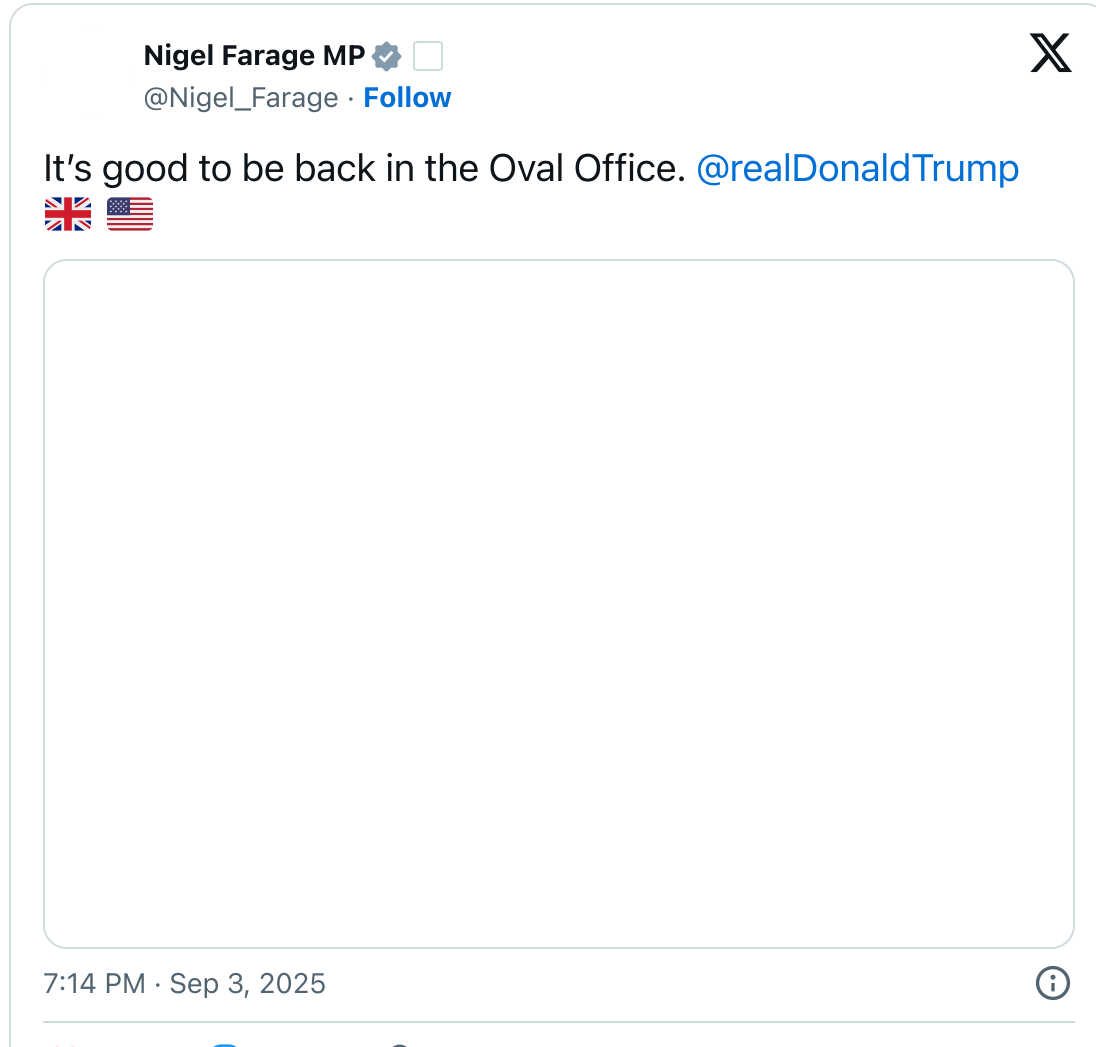 Nigel Farage MP
@Nigel_Farage · Follow
It’s good to be back in the Oval Office. @realDonaldTrump
🇬🇧 🇺🇸
7:14 PM · Sep 3, 2025